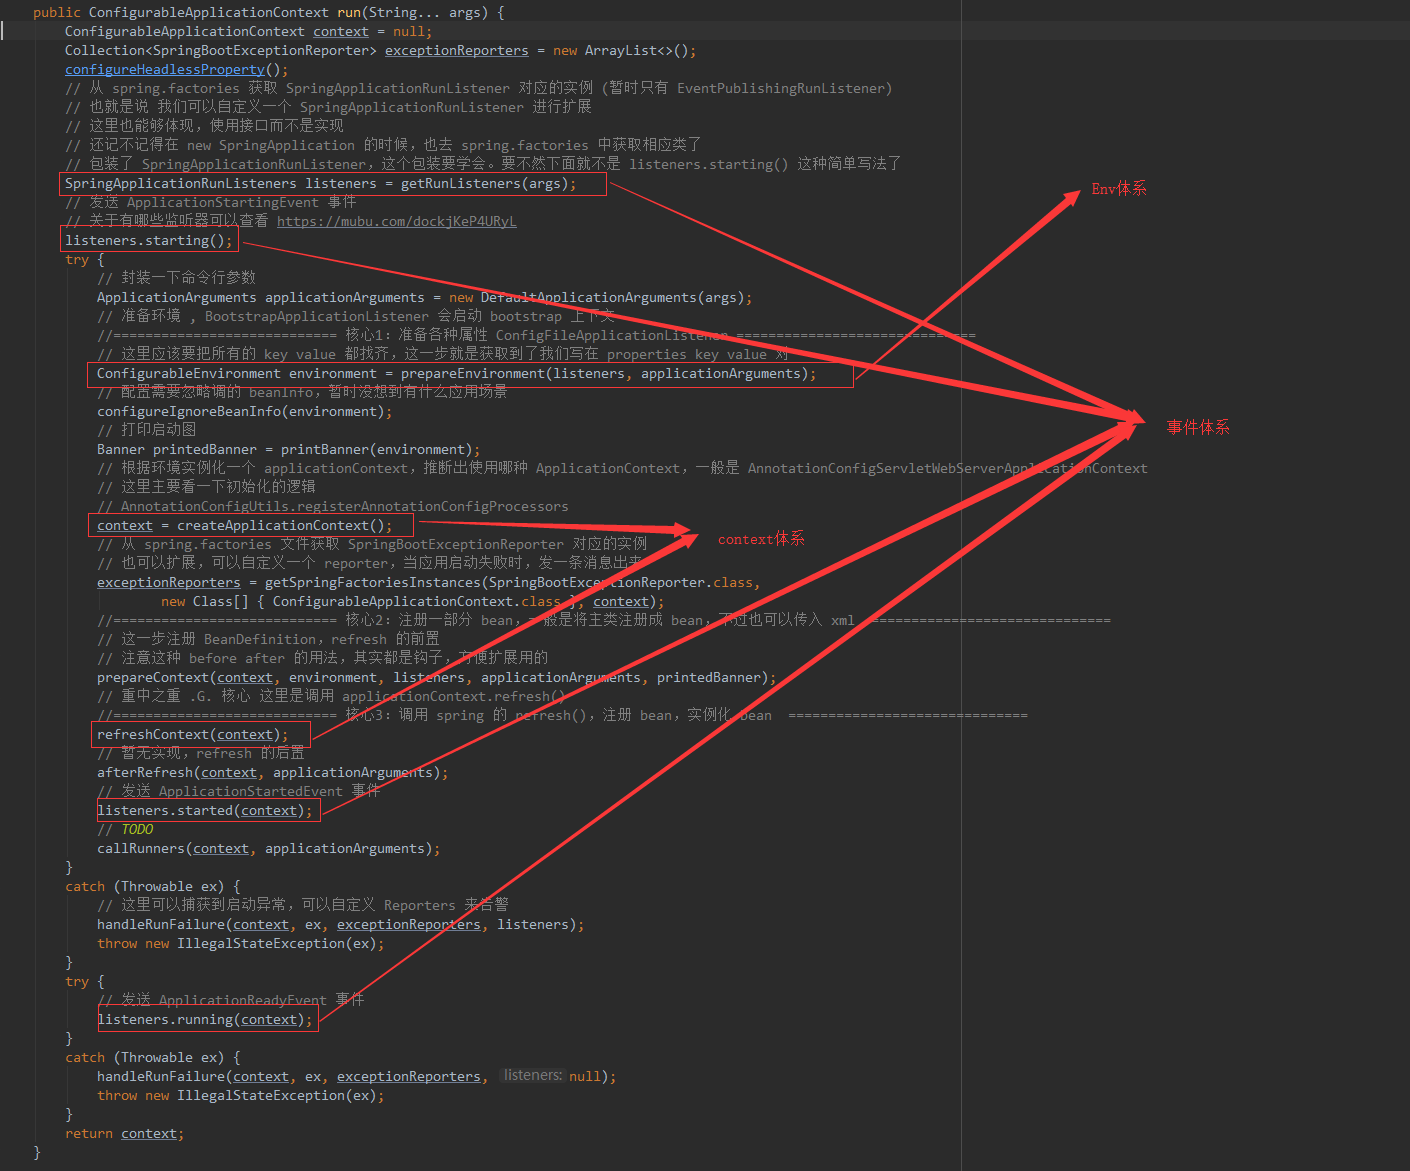 public ConfigurableApplicationContext run(String... args) {
ConfigurableApplicationContext context = null;
Collection<SpringBootExceptionReporter> exceptionReporters = new ArrayList<>();
configureHeadlessProperty();
// 从 spring.factories 获取 SpringApplicationRunListener 对应的实例 (暂时只有 EventPublishingRunListener)
// 也就是说 我们可以自定义一个 SpringApplicationRunListener 进行扩展
// 这里也能够体现，使用接口而不是实现
// 还记不记得在 new SpringApplication 的时候，也去 spring.factories 中获取相应类了
// 包装了 SpringApplicationRunListener，这个包装要学会。要不然下面就不是 listeners.starting() 这种简单写法了
SpringApplicationRunListeners listeners = getRunListeners(args);
Env体系
// 发送 ApplicationStartingEvent 事件
// 关于有哪些监听器可以查看 https://mubu.com/dockjKeP4URyL
listeners.starting();
try {
// 封装一下命令行参数
ApplicationArguments applicationArguments = new DefaultApplicationArguments(args);
// 准备环境 , BootstrapApplicationListener 会启动 bootstrap 上下文
//============================ 核心1：准备各种属性 ConfigFileApplicationListener ==============================
// 这里应该要把所有的 key value 都找齐，这一步就是获取到了我们写在 properties key value 对
ConfigurableEnvironment environment = prepareEnvironment(listeners, applicationArguments);
// 配置需要忽略调的 beanInfo，暂时没想到有什么应用场景
configureIgnoreBeanInfo(environment);
事件体系
// 打印启动图
Banner printedBanner = printBanner(environment);
// 根据环境实例化一个 applicationContext，推断出使用哪种 ApplicationContext，一般是 AnnotationConfigServletWebServerApplicationContext
// 这里主要看一下初始化的逻辑
// AnnotationConfigUtils.registerAnnotationConfigProcessors
context = createApplicationContext();
context体系
// 从 spring.factories 文件获取 SpringBootExceptionReporter 对应的实例
// 也可以扩展，可以自定义一个 reporter，当应用启动失败时，发一条消息出来
exceptionReporters = getSpringFactoriesInstances(SpringBootExceptionReporter.class,
new Class[] { ConfigurableApplicationContext.class }, context);
//============================ 核心2：注册一部分 bean，一般是将主类注册成 bean，不过也可以传入 xml ==============================
// 这一步注册 BeanDefinition，refresh 的前置
// 注意这种 before after 的用法，其实都是钩子，方便扩展用的
prepareContext(context, environment, listeners, applicationArguments, printedBanner);
// 重中之重 .G. 核心 这里是调用 applicationContext.refresh()
//============================ 核心3：调用 spring 的 refresh()，注册 bean，实例化 bean ==============================
refreshContext(context);
// 暂无实现，refresh 的后置
afterRefresh(context, applicationArguments);
// 发送 ApplicationStartedEvent 事件
listeners.started(context);
// TODO
callRunners(context, applicationArguments);
}
catch (Throwable ex) {
// 这里可以捕获到启动异常，可以自定义 Reporters 来告警
handleRunFailure(context, ex, exceptionReporters, listeners);
throw new IllegalStateException(ex);
}
try {
// 发送 ApplicationReadyEvent 事件
listeners.running(context);
}
catch (Throwable ex) {
handleRunFailure(context, ex, exceptionReporters, listeners: null);
throw new IllegalStateException(ex);
}
return context;
}